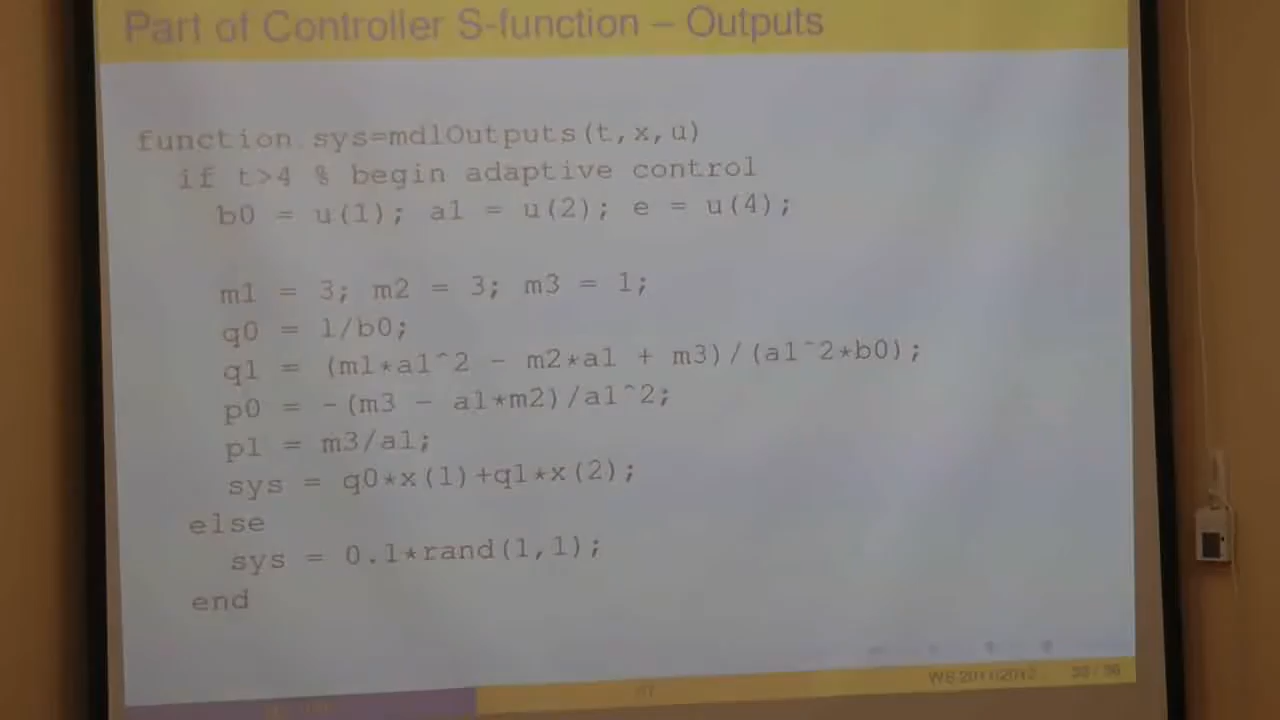 Part of Controller S-function – Outputs
function sys=mdlOutputs(t,x,u)
if t>4 % begin adaptive control
b0 = u(1); a1 = u(2); e = u(4);
m1 = 3; m2 = 3; m3 = 1;
q0 = 1/b0;
q1 = (m1*a1^2 - m2*a1 + m3)/(a1^2*b0);
p0 = -(m3 - a1*m2)/a1^2;
p1 = m3/a1;
sys = q0*x(1)+q1*x(2);
else
sys = 0.1*rand(1,1);
end
WS 2011/2012